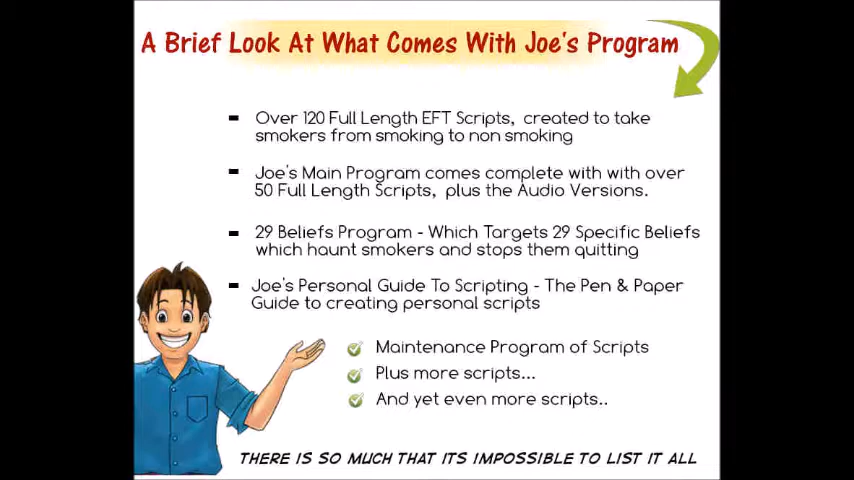 A Brief Look At What Comes With Joe's Program
Over 120 Full Length EFT Scripts, created to take
smokers from smoking to non smoking
Joe's Main Program comes complete with with over
50 Full Length Scripts, plus the Audio Versions.
29 Beliefs Program - Which Targets 29 Specific Beliefs
which haunt smokers and stops them quitting
Joe's Personal Guide To Scripting - The Pen & Paper
Guide to creating personal scripts
Maintenance Program of Scripts
Plus more scripts...
And yet even more scripts..
THERE IS SO MUCH THAT ITS IMPOSSIBLE TO LIST IT ALL